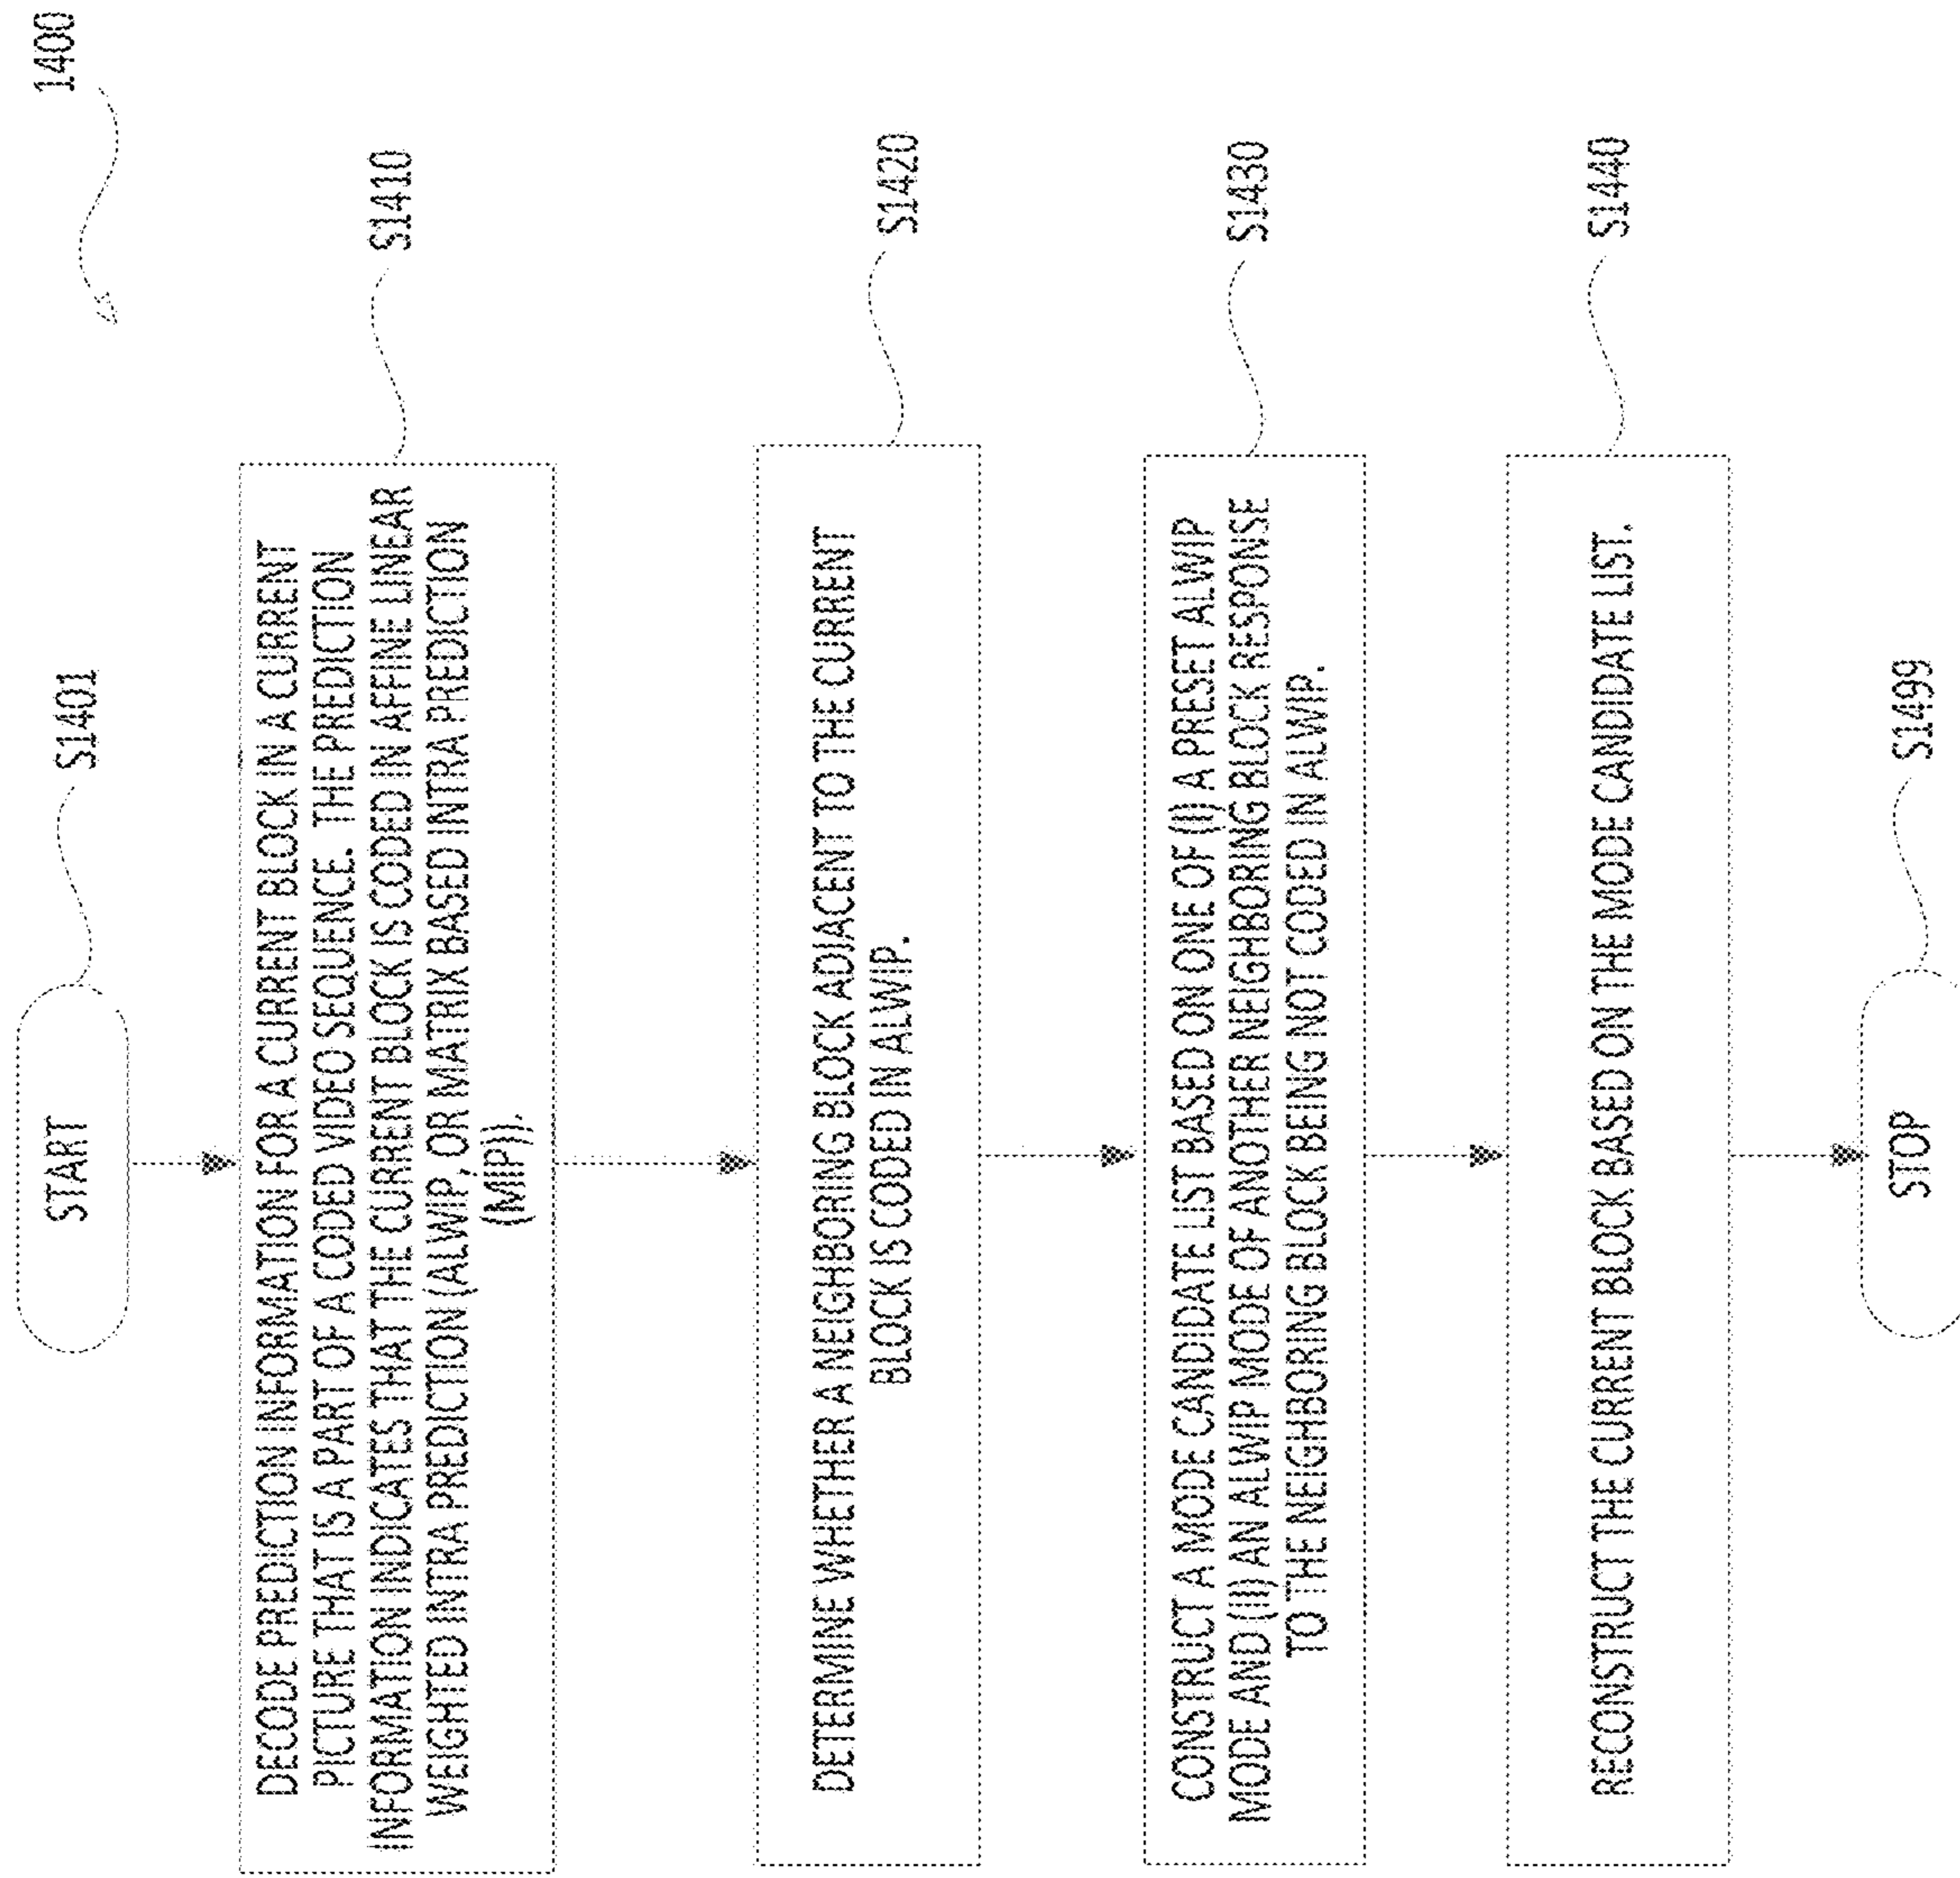 1400
START
S1401
DECODE PREDICTION INFORMATION FOR A CURRENT BLOCK IN A CURRENT
PICTURE THAT IS A PART OF A CODED VIDEO SEQUENCE. THE PREDICTION
INFORMATION INDICATES THAT THE CURRENT BLOCK IS CODED IN AFFINE LINEAR
WEIGHTED INTRA PREDICTION (ALWIP, OR MATRIX BASED INTRA PREDICTION
(MIP)).
S1410
DETERMINE WHETHER A NEIGHBORING BLOCK ADJACENT TO THE CURRENT
BLOCK IS CODED IN ALWIP.
S1420
CONSTRUCT A MODE CANDIDATE LIST BASED ON ONE OF (I) A PRESET ALWIP
MODE AND (II) AN ALWIP MODE OF ANOTHER NEIGHBORING BLOCK RESPONSE
TO THE NEIGHBORING BLOCK BEING NOT CODED IN ALWIP.
S1430
RECONSTRUCT THE CURRENT BLOCK BASED ON THE MODE CANDIDATE LIST.
S1440
STOP
S1499